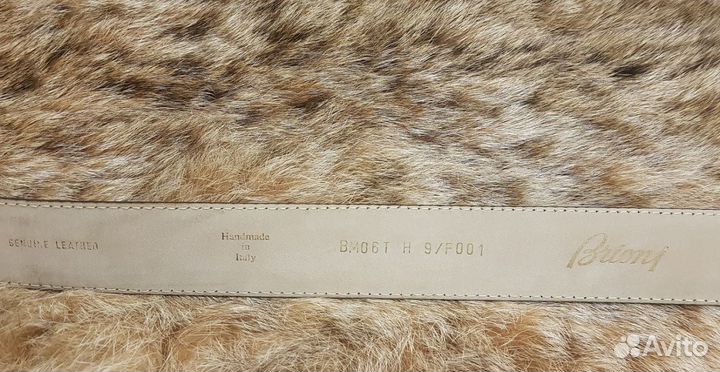 GENUINE LEATHER
Handmade
in
Italy
BM06T H 9/F001
Brioni
Avito